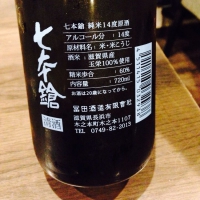 七本鎗 純米14度原酒
アルコール分 : 14度
原材料名 : 米・米こうじ
酒米 : 滋賀県産
玉栄100%使用
精米歩合 : 60%
内容量 : 720ml
お酒は20歳になってから。
冨田酒造有限會社
滋賀県長浜市
木之本町木之本1107
TEL. 0749-82-2013
七本鎗
清酒